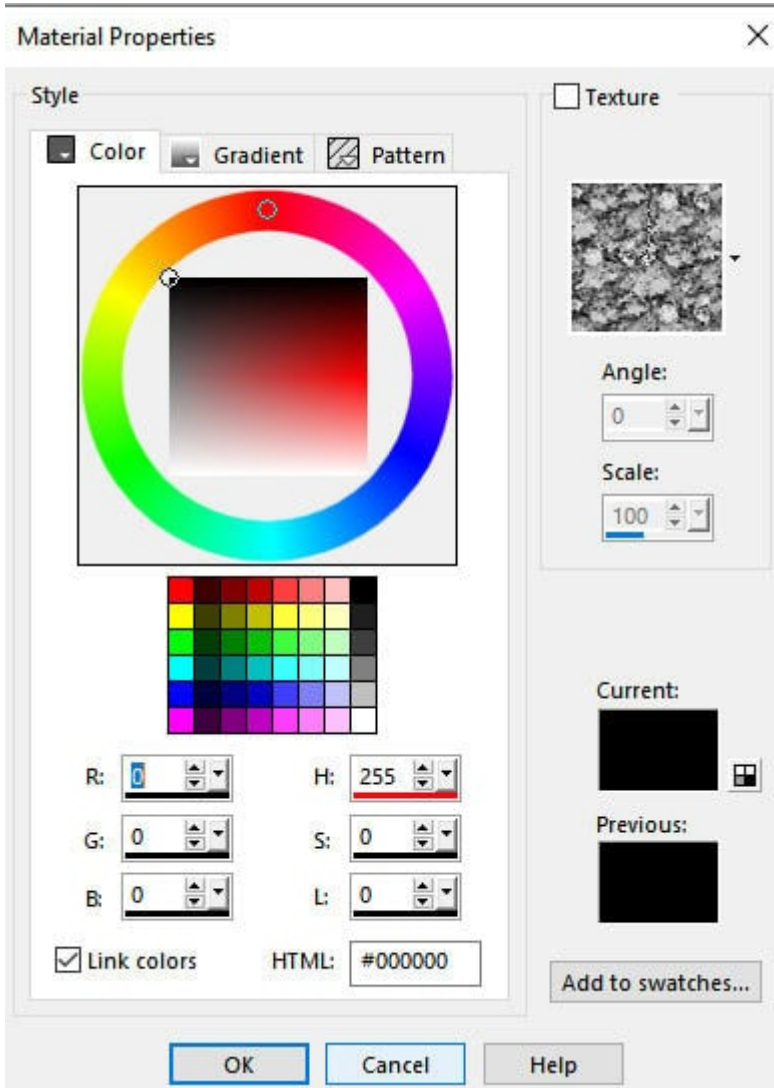 Material Properties
Style
Texture
Color
Gradient
Pattern
Angle:
0
Scale:
100
Current:
Previous:
R: 0
H: 255
G: 0
S: 0
B: 0
L: 0
Link colors
HTML: #000000
Add to swatches...
OK
Cancel
Help